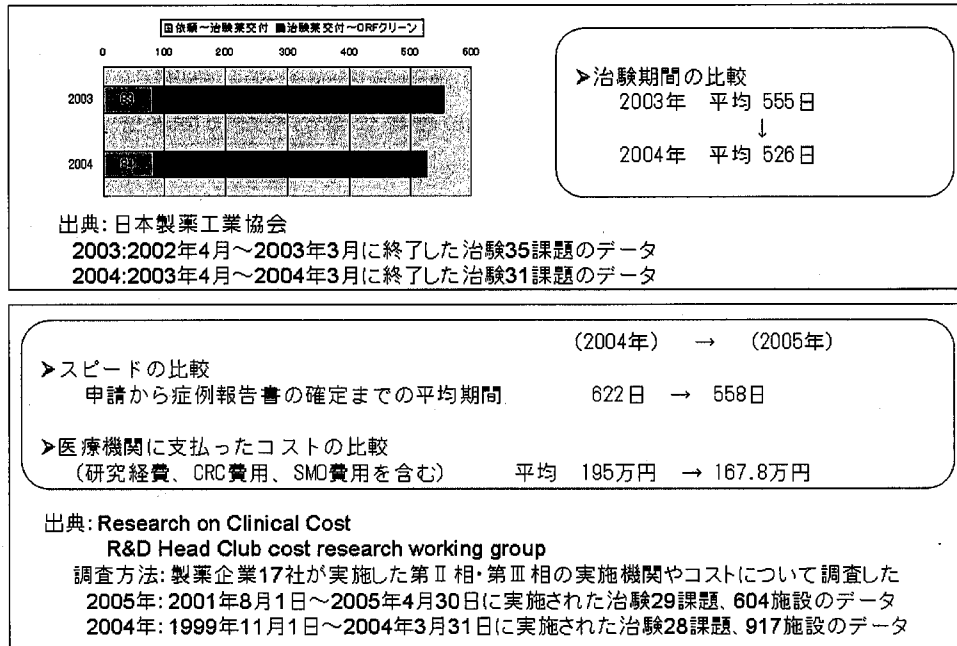 依頼～治験薬交付 治験薬交付～CRFクリーン
0 100 200 300 400 500 600
2003
2004
➤治験期間の比較
2003年 平均 555日
↓
2004年 平均 526日
出典: 日本製薬工業協会
2003:2002年4月～2003年3月に終了した治験35課題のデータ
2004:2003年4月～2004年3月に終了した治験31課題のデータ
(2004年) → (2005年)
➤スピードの比較
申請から症例報告書の確定までの平均期間 622日 → 558日
➤医療機関に支払ったコストの比較
(研究経費、CRC費用、SMO費用を含む) 平均 195万円 → 167.8万円
出典: Research on Clinical Cost
R&D Head Club cost research working group
調査方法: 製薬企業17社が実施した第Ⅱ相・第Ⅲ相の実施機関やコストについて調査した
2005年: 2001年8月1日～2005年4月30日に実施された治験29課題、604施設のデータ
2004年: 1999年11月1日～2004年3月31日に実施された治験28課題、917施設のデータ